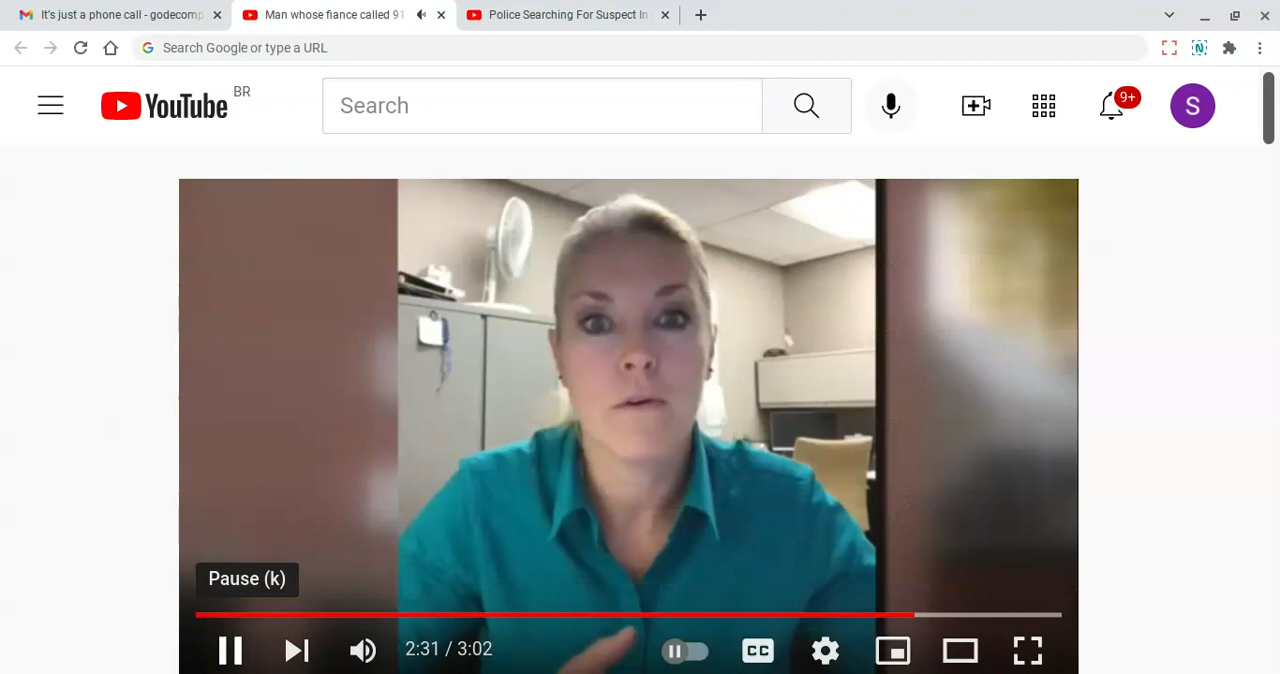 It's just a phone call - godecomp
Man whose fiance called 91
Police Searching For Suspect In
Search Google or type a URL
YouTube BR
Search
9+
S
Pause (k)
2:31 / 3:02
CC